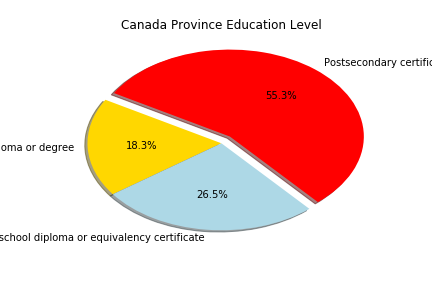 Canada Province Education Level
Postsecondary certific
55.3%
oma or degree
18.3%
26.5%
school diploma or equivalency certificate